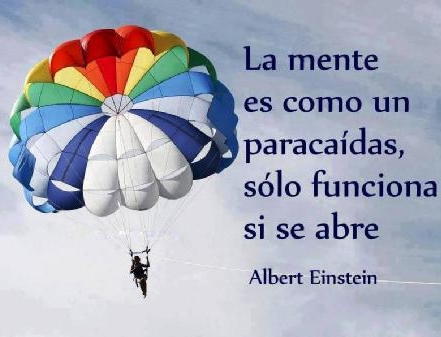 La mente
es como un
paracaídas,
sólo funciona
si se abre
Albert Einstein